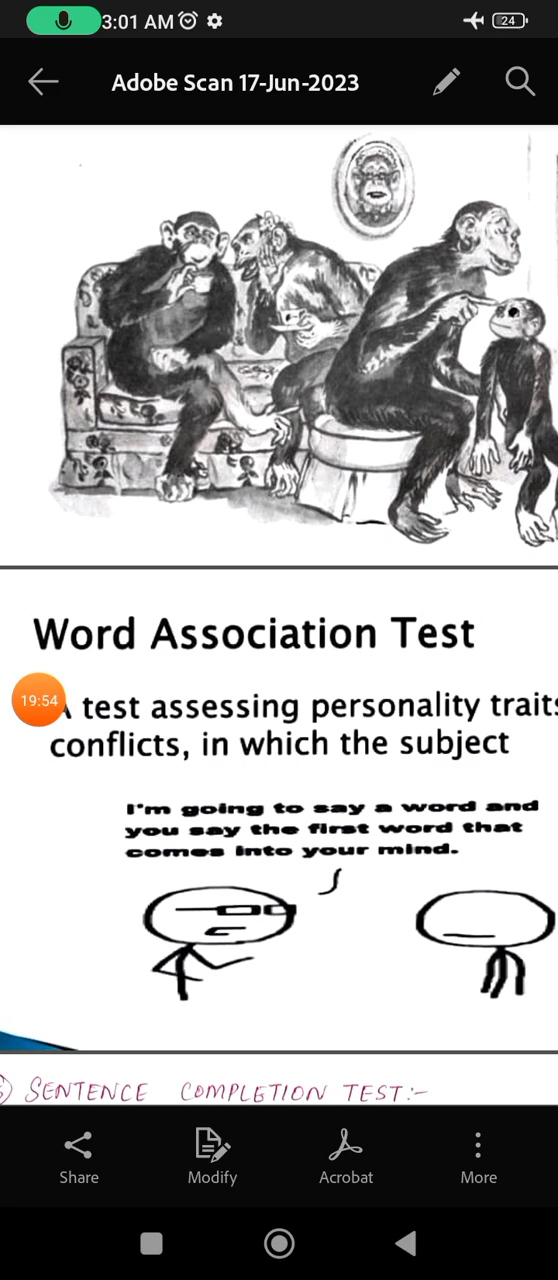 3:01 AM
24
Adobe Scan 17-Jun-2023
Word Association Test
19:54
test assessing personality traits
conflicts, in which the subject
I'm going to say a word and
you say the first word that
comes into your mind.
SENTENCE COMPLETION TEST:-
Share Modify Acrobat More